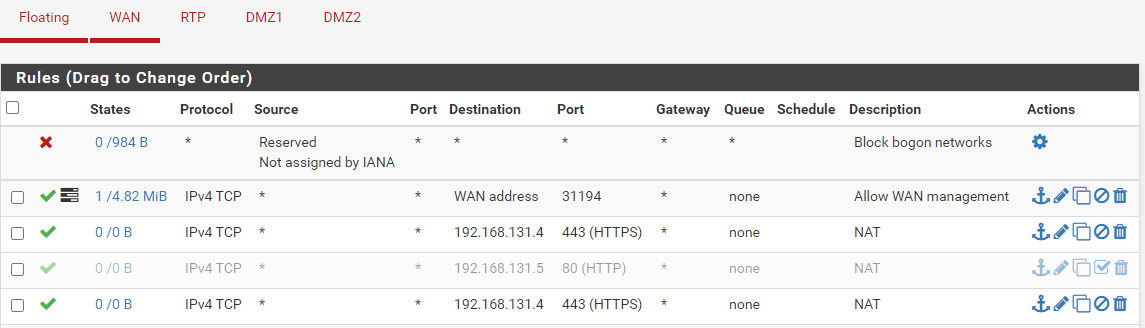 Floating WAN RTP DMZ1 DMZ2
Rules (Drag to Change Order)
States Protocol Source Port Destination Port Gateway Queue Schedule Description Actions
0 /984 B * Reserved * * * * * Block bogon networks
Not assigned by IANA
1 /4.82 MiB IPv4 TCP * * WAN address 31194 * none Allow WAN management
0 /0 B IPv4 TCP * * 192.168.131.4 443 (HTTPS) * none NAT
0 /0 B IPv4 TCP * * 192.168.131.5 80 (HTTP) * none NAT
0 /0 B IPv4 TCP * * 192.168.131.4 443 (HTTPS) * none NAT